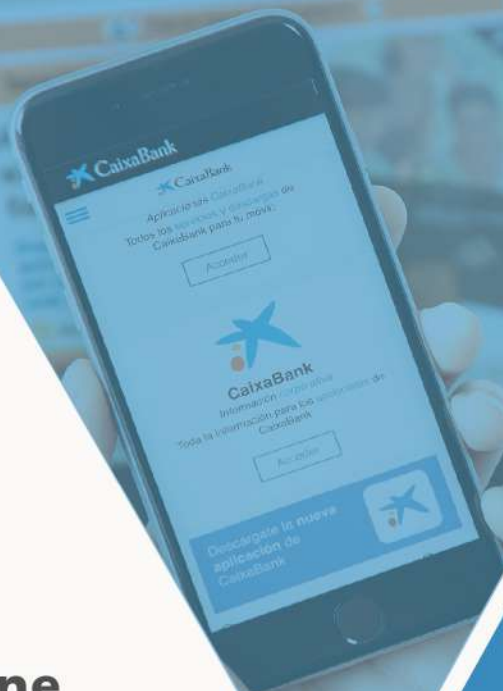 CaixaBank
CaixaBank
Aplicaciones CaixaBank
Todos los servicios y descargas de
CaixaBank para tu móvil.
Acceder
CaixaBank
Información corporativa
Toda la información para los accionistas de
CaixaBank
Acceder
Descárgate la nueva
aplicación de
CaixaBank
ne